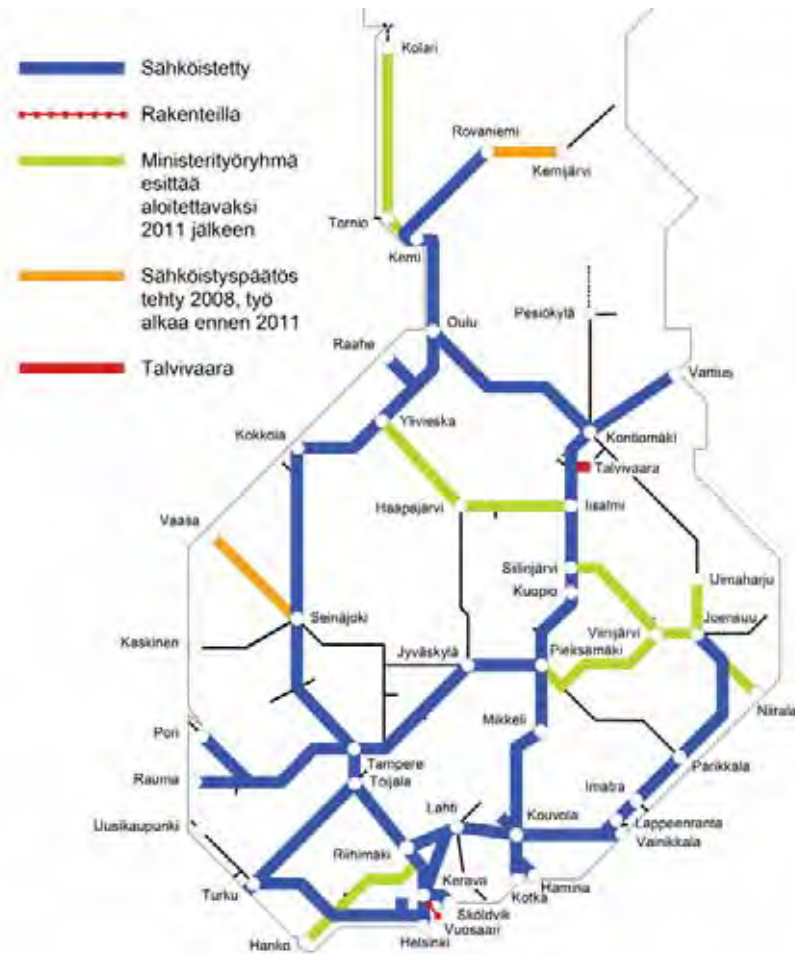 Sähköistetty
Rakenteilla
Ministerityöryhmä
esittää
aloitettavaksi
2011 jälkeen
Sähköistyspäätös
tehty 2008, työ
alkaa ennen 2011
Talvivaara
Kolari
Rovaniemi
Kemijärvi
Tornio
Kemi
Pesiökylä
Oulu
Raahe
Vartius
Ylivieska
Kokkola
Kontiomäki
Talvivaara
Haapajärvi
Iisalmi
Vaasa
Siilinjärvi
Kuopio
Uimaharju
Seinäjoki
Viinijärvi
Joensuu
Kaskinen
Jyväskylä
Pieksämäki
Niirala
Mikkeli
Pori
Tampere
Parikkala
Rauma
Toijala
Imatra
Lahti
Kouvola
Lappeenranta
Uusikaupunki
Vainikkala
Riihimäki
Kerava
Hamina
Turku
Kotka
Sköldvik
Vuosaari
Hanko
Helsinki